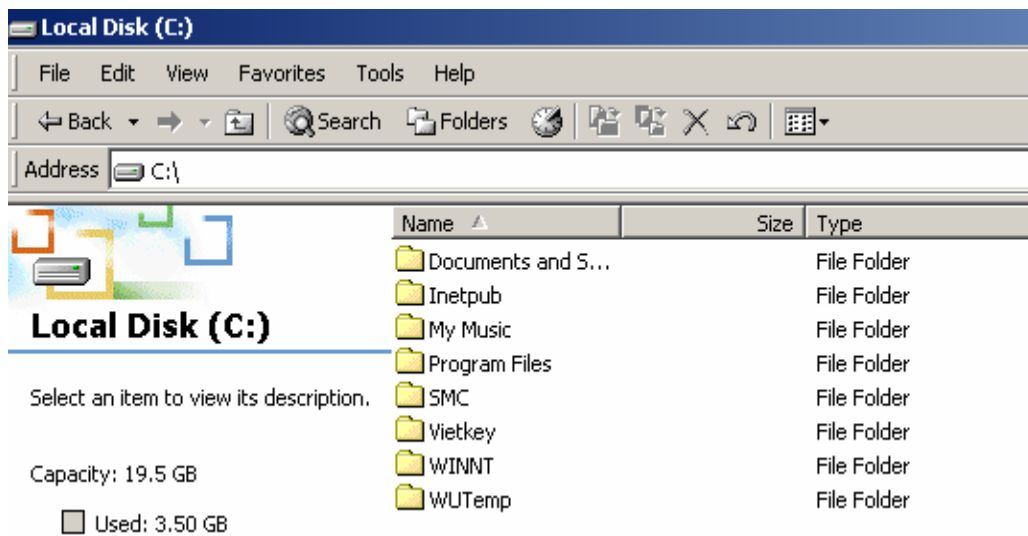 Local Disk (C:)
File Edit View Favorites Tools Help
Back Search Folders
Address C:\
Name Size Type
Documents and S... File Folder
Inetpub File Folder
My Music File Folder
Program Files File Folder
SMC File Folder
Vietkey File Folder
WINNT File Folder
WUTemp File Folder
Local Disk (C:)
Select an item to view its description.
Capacity: 19.5 GB
Used: 3.50 GB